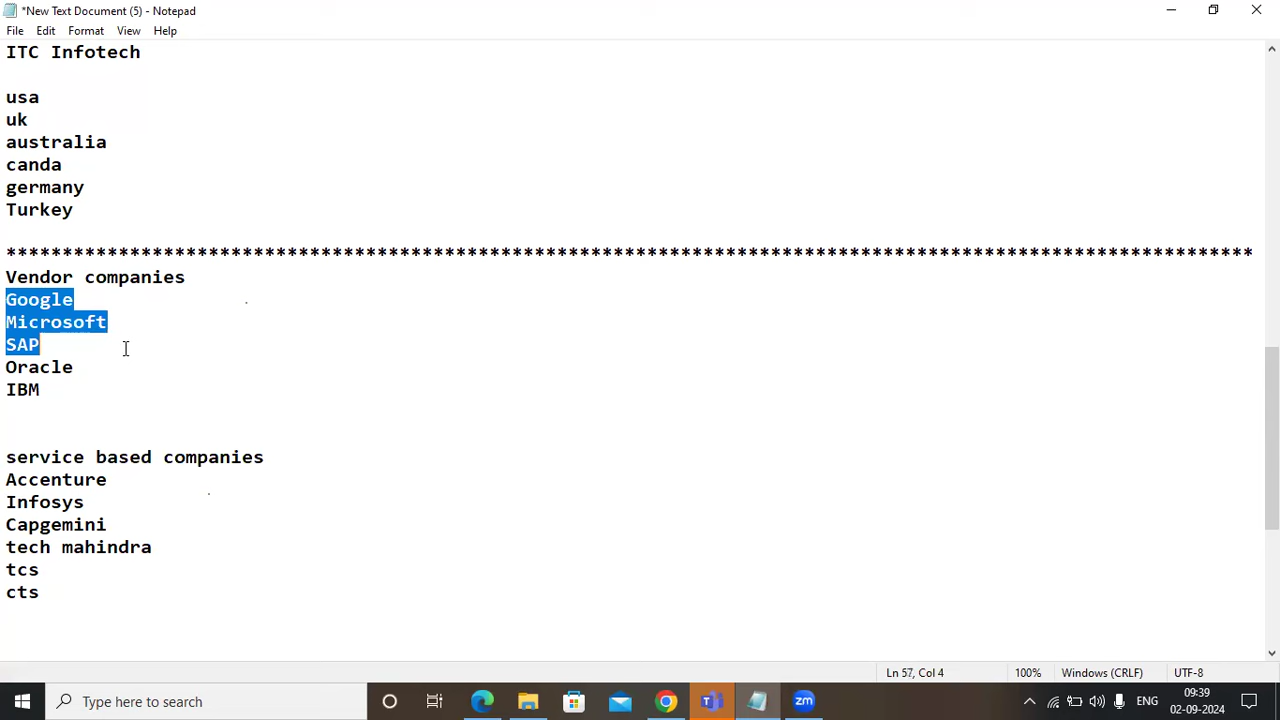 *New Text Document (5) - Notepad
File Edit Format View Help
ITC Infotech
usa
uk
australia
canda
germany
Turkey
***************************************************************************************************************
Vendor companies
Google
Microsoft
SAP
Oracle
IBM
service based companies
Accenture
Infosys
Capgemini
tech mahindra
tcs
cts
Ln 57, Col 4 100% Windows (CRLF) UTF-8
Type here to search
ENG
09:39
02-09-2024
zm